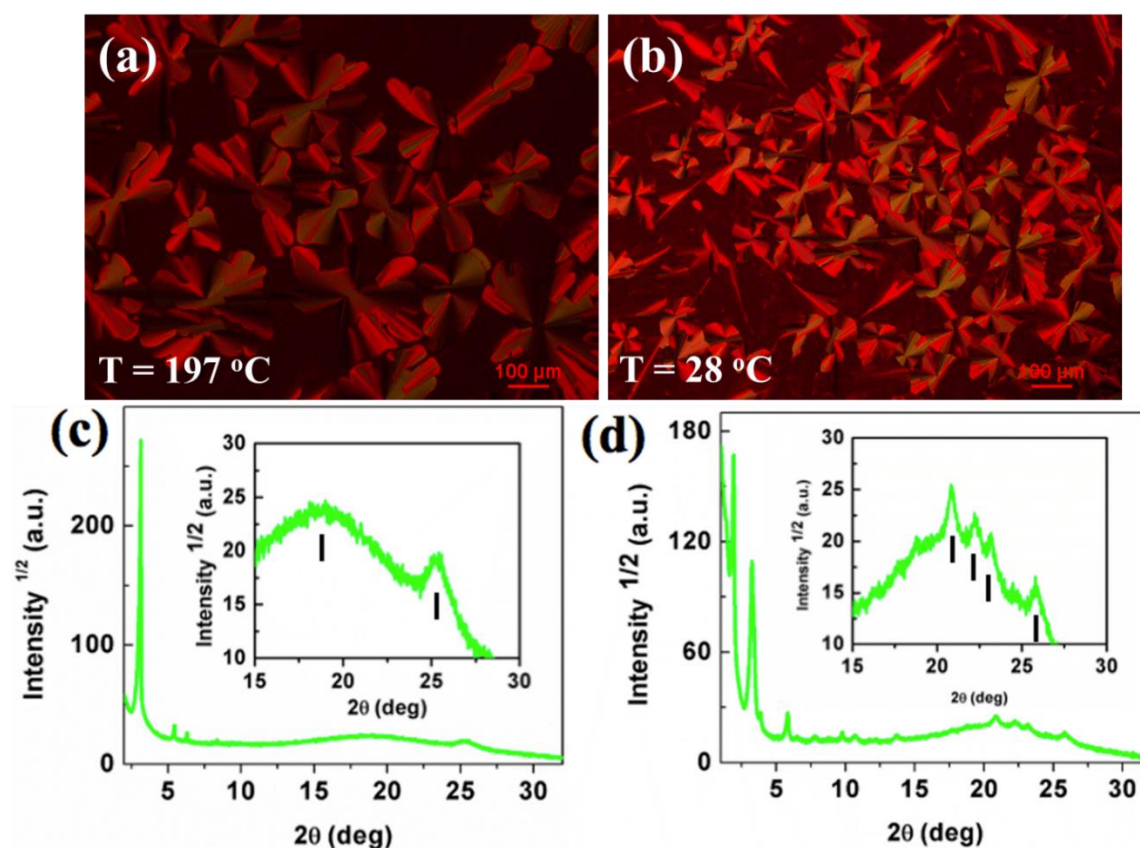 (a)
T = 197 °C
100 µm
(b)
T = 28 °C
100 µm
(c)
Intensity 1/2 (a.u.)
200
100
0
5 10 15 20 25 30
2θ (deg)
Intensity 1/2 (a.u.)
30
25
20
15
10
15 20 25 30
2θ (deg)
(d)
Intensity 1/2 (a.u.)
180
120
60
0
5 10 15 20 25 30
2θ (deg)
Intensity 1/2 (a.u.)
30
25
20
15
10
15 20 25 30
2θ (deg)